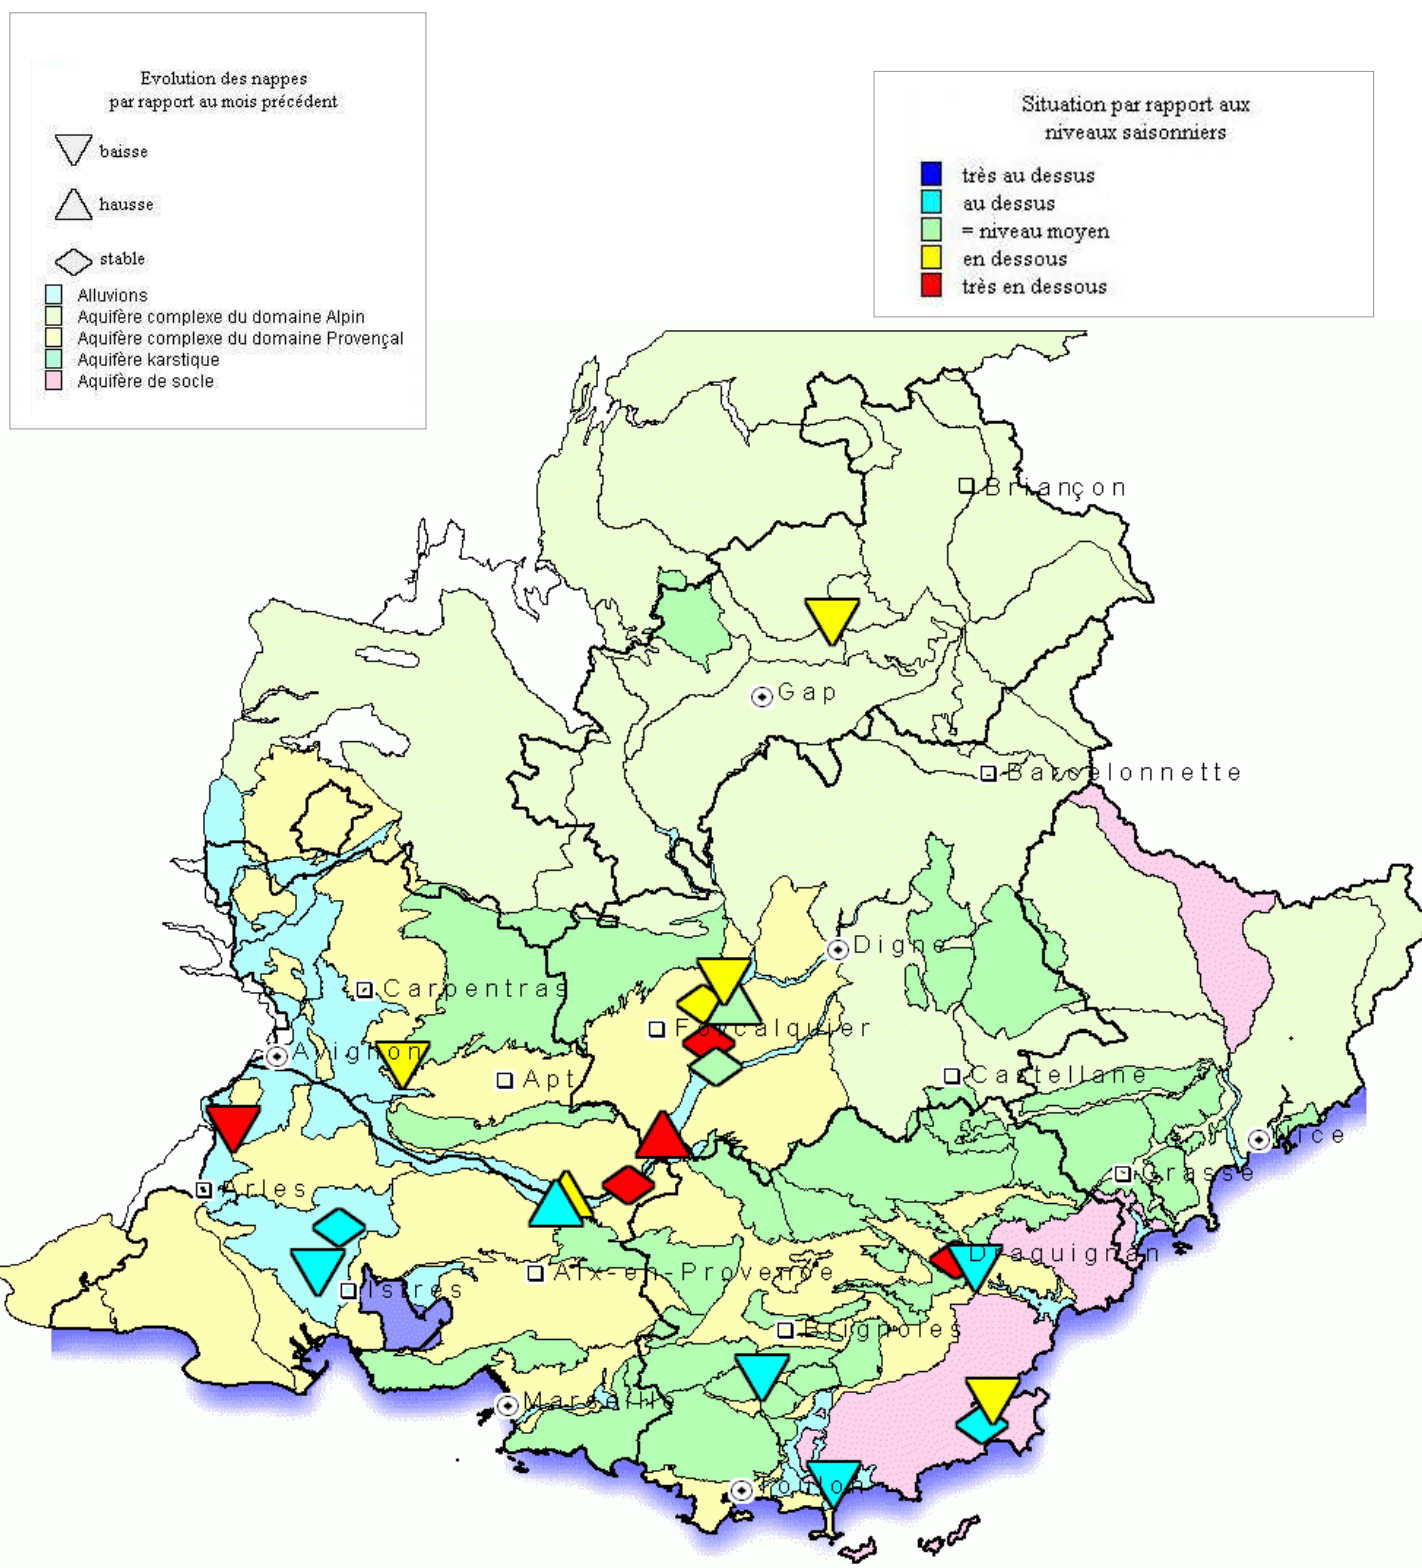 Evolution des nappes
par rapport au mois précédent
baisse
hausse
stable
Alluvions
Aquifère complexe du domaine Alpin
Aquifère complexe du domaine Provençal
Aquifère karstique
Aquifère de socle
Situation par rapport aux
niveaux saisonniers
très au dessus
au dessus
= niveau moyen
en dessous
très en dessous
Briançon
Gap
Barcelonnette
Digne
Carpentras
Forcalquier
Avignon
Apt
Castellane
Nice
Grasse
Arles
Draguignan
Aix-en-Provence
Istres
Brignoles
Marseille
Toulon